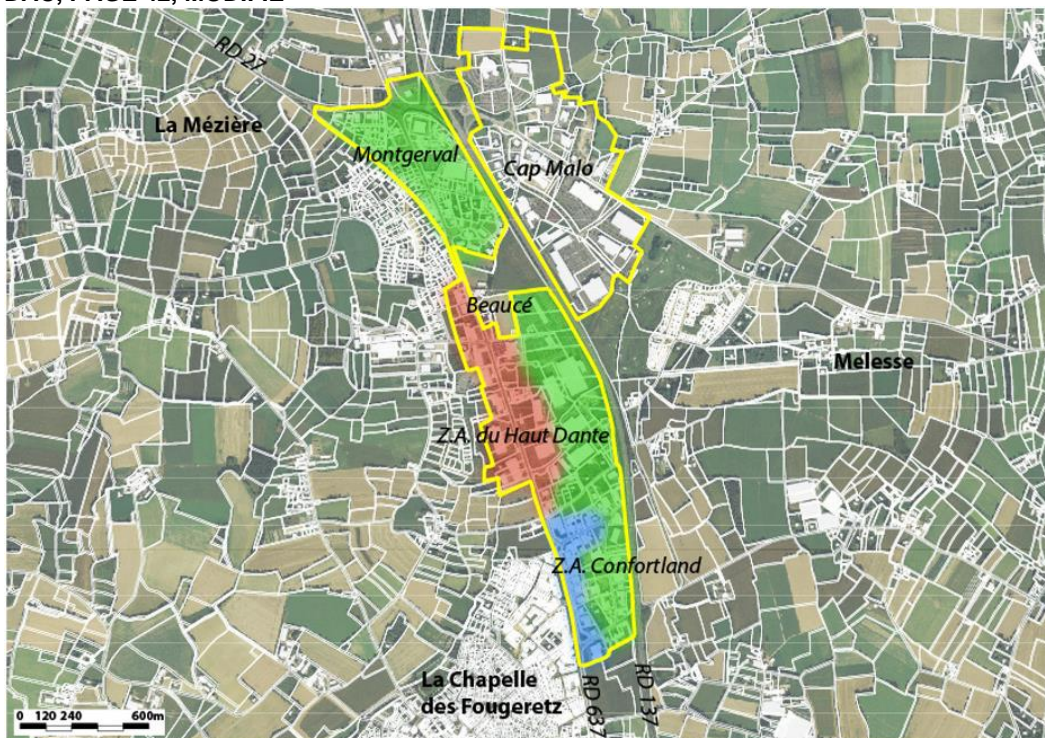 RD 27
N
La Mézière
Montgerval
Cap Malo
Beaucé
Melesse
Z.A. du Haut Dante
Z.A. Confortland
La Chapelle
des Fougeretz
RD 637
RD 137
0 120 240 600m